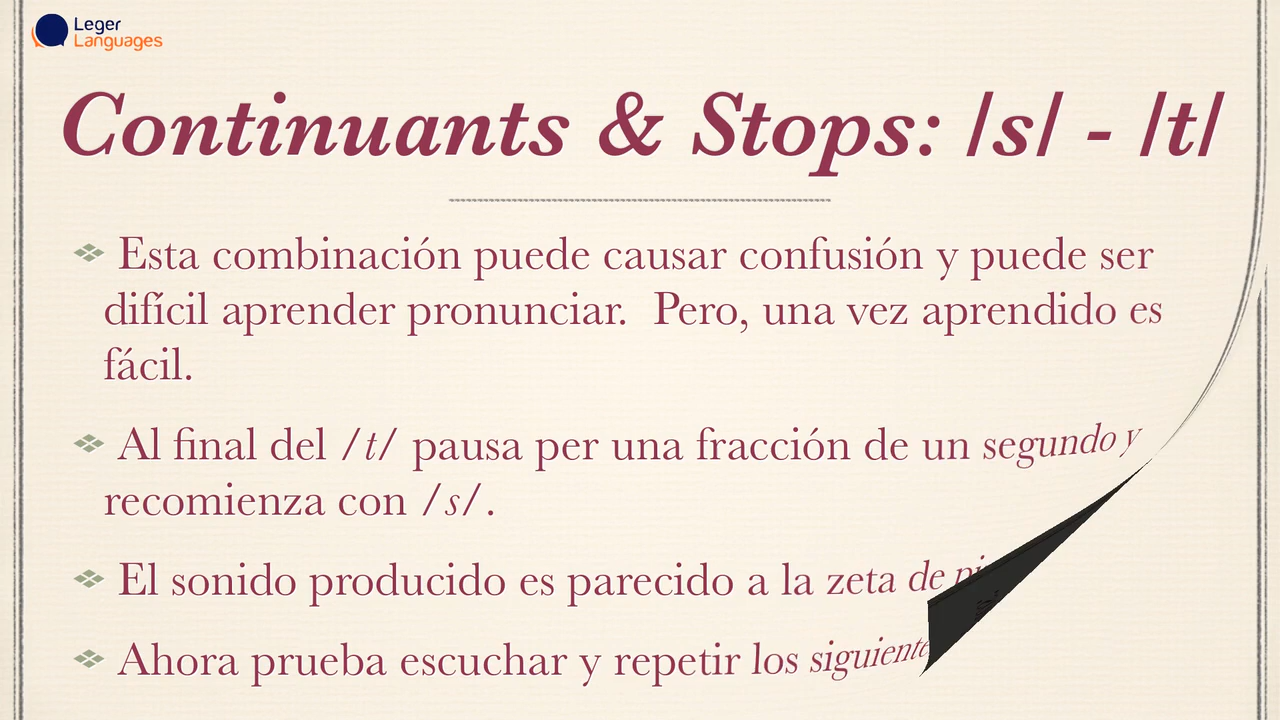 Leger
Languages
Continuants & Stops: /s/ - /t/
Esta combinación puede causar confusión y puede ser
difícil aprender pronunciar. Pero, una vez aprendido es
fácil.
Al final del /t/ pausa per una fracción de un segundo y
recomienza con /s/.
El sonido producido es parecido a la zeta de
Ahora prueba escuchar y repetir los